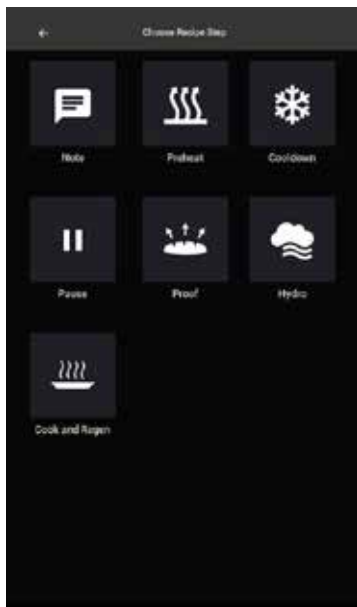 Choose Recipe Step
Note
Preheat
Cooldown
Pause
Proof
Hydro
Cook and Regen